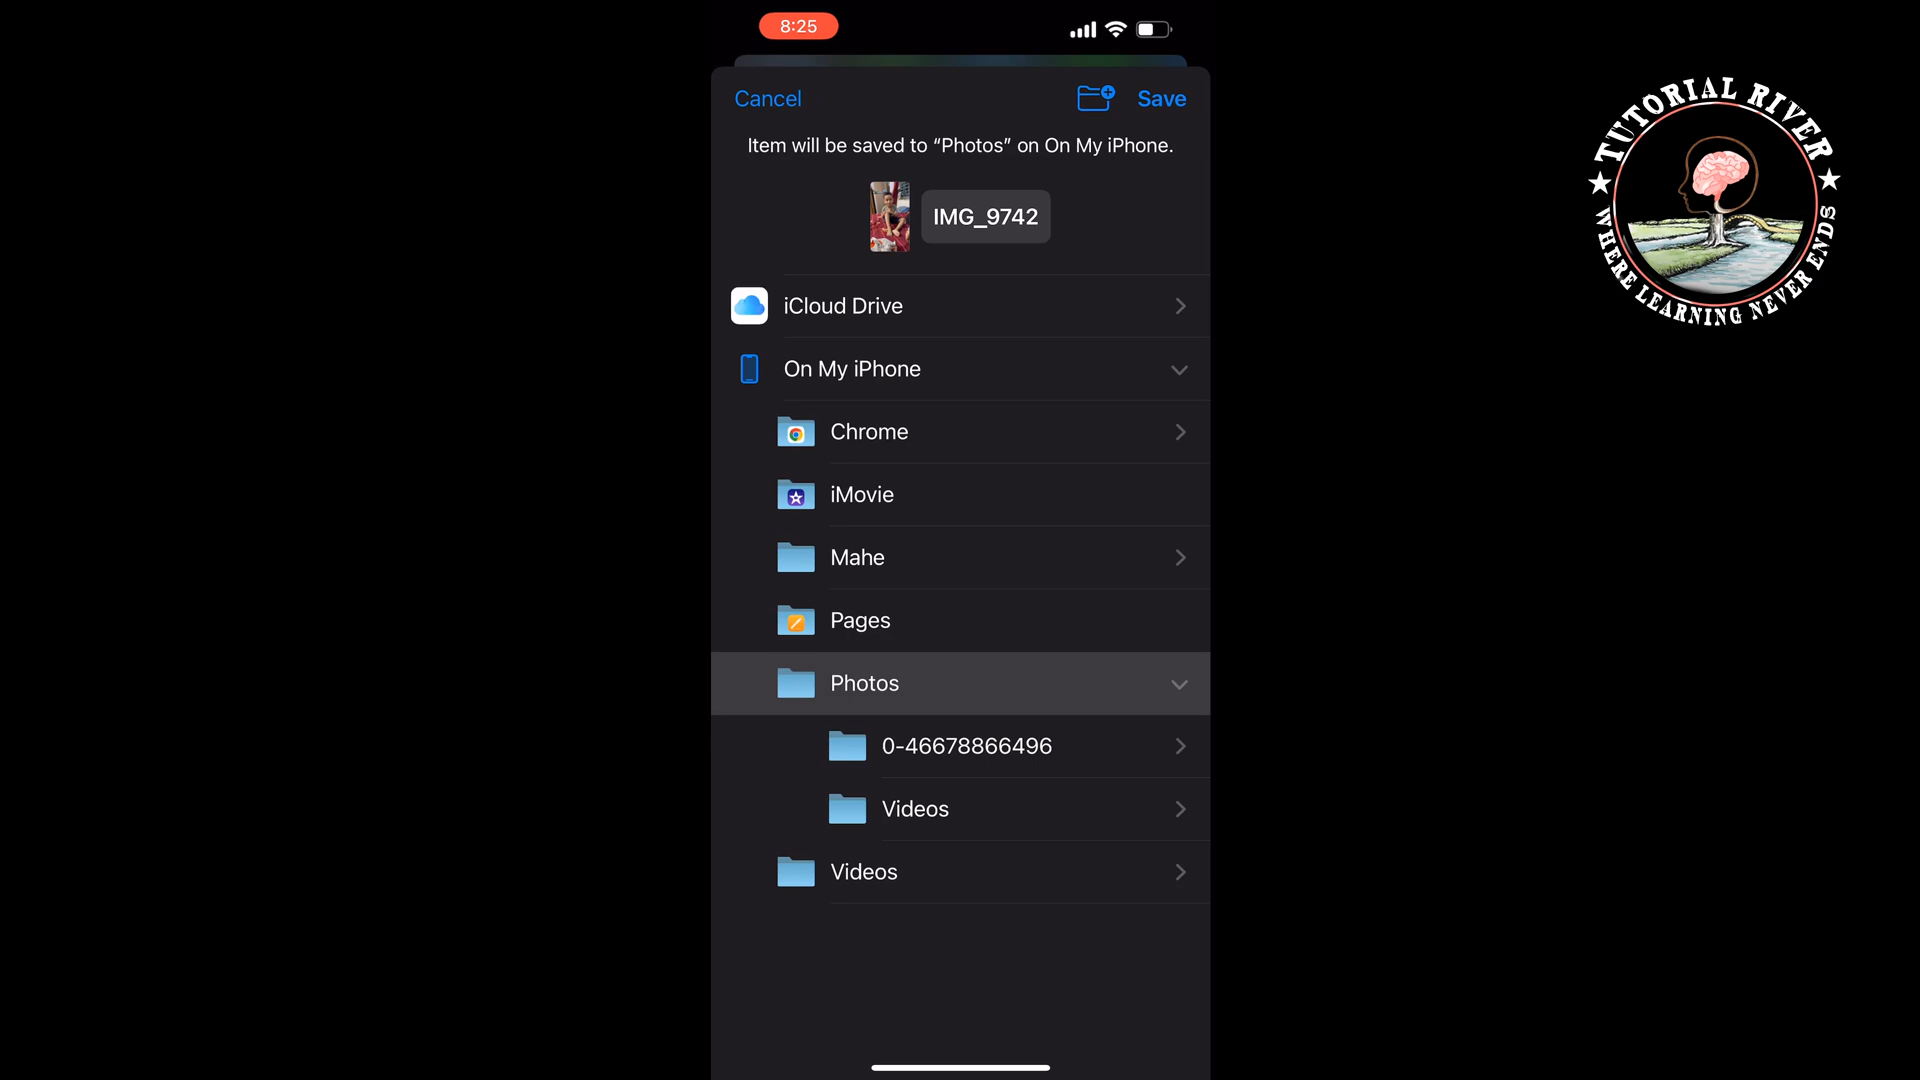 8:25
Cancel
Save
Item will be saved to “Photos” on On My iPhone.
IMG_9742
iCloud Drive
On My iPhone
Chrome
iMovie
Mahe
Pages
Photos
0-46678866496
Videos
Videos
TUTORIAL RIVER
WHERE LEARNING NEVER ENDS